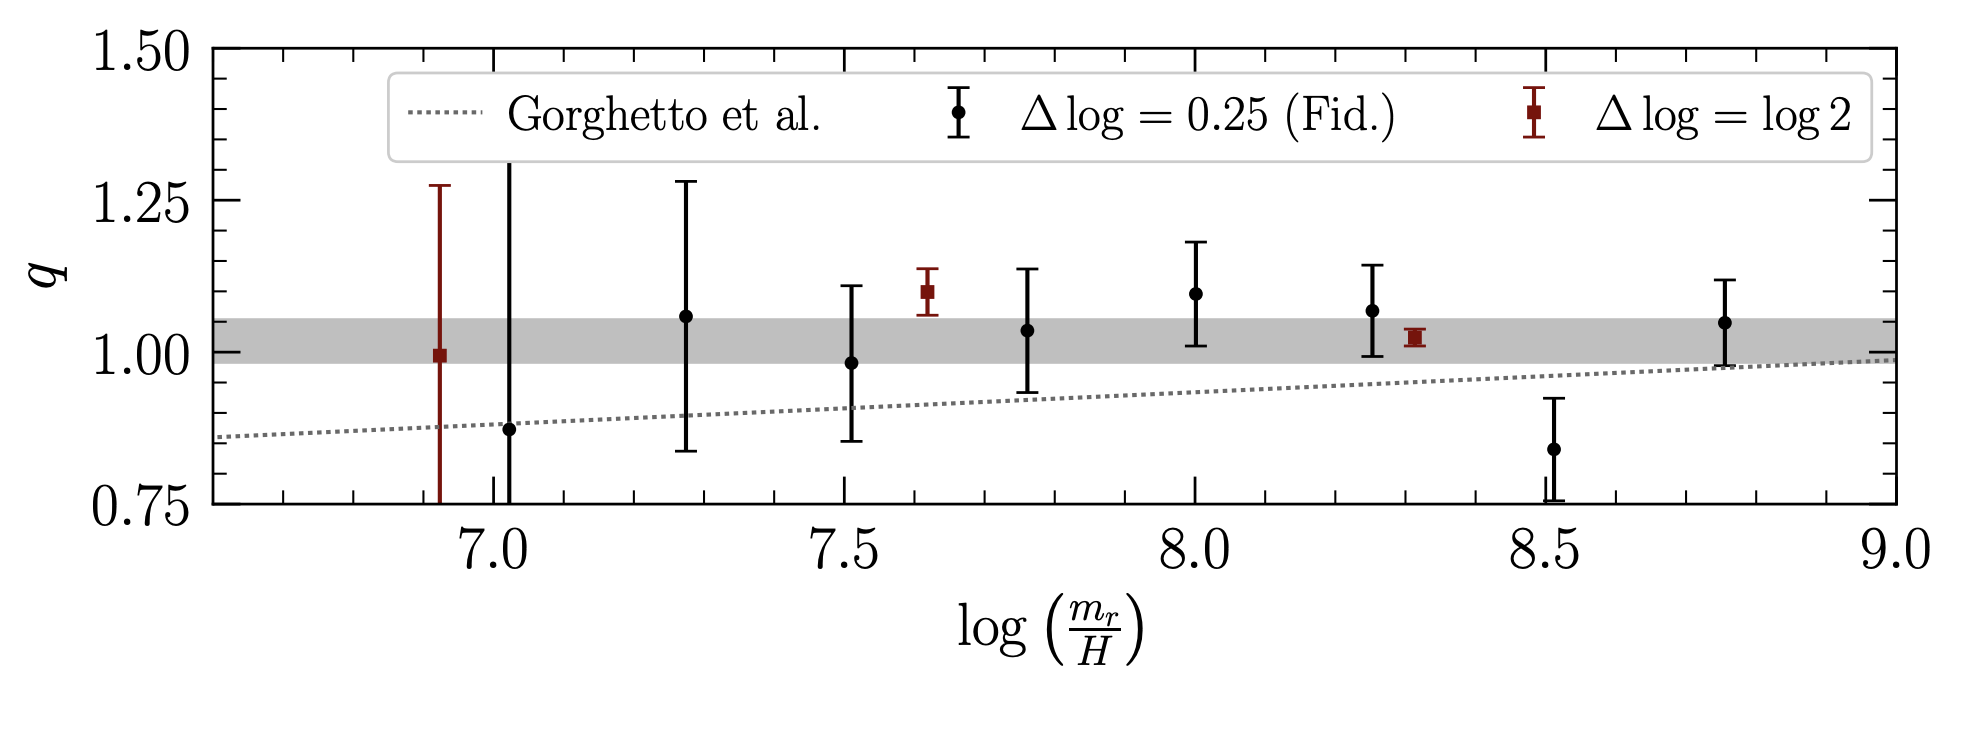 1.50
1.25
1.00
0.75
q
Gorghetto et al.
Δ log = 0.25 (Fid.)
Δ log = log 2
7.0 7.5 8.0 8.5 9.0
log (m_r/H)